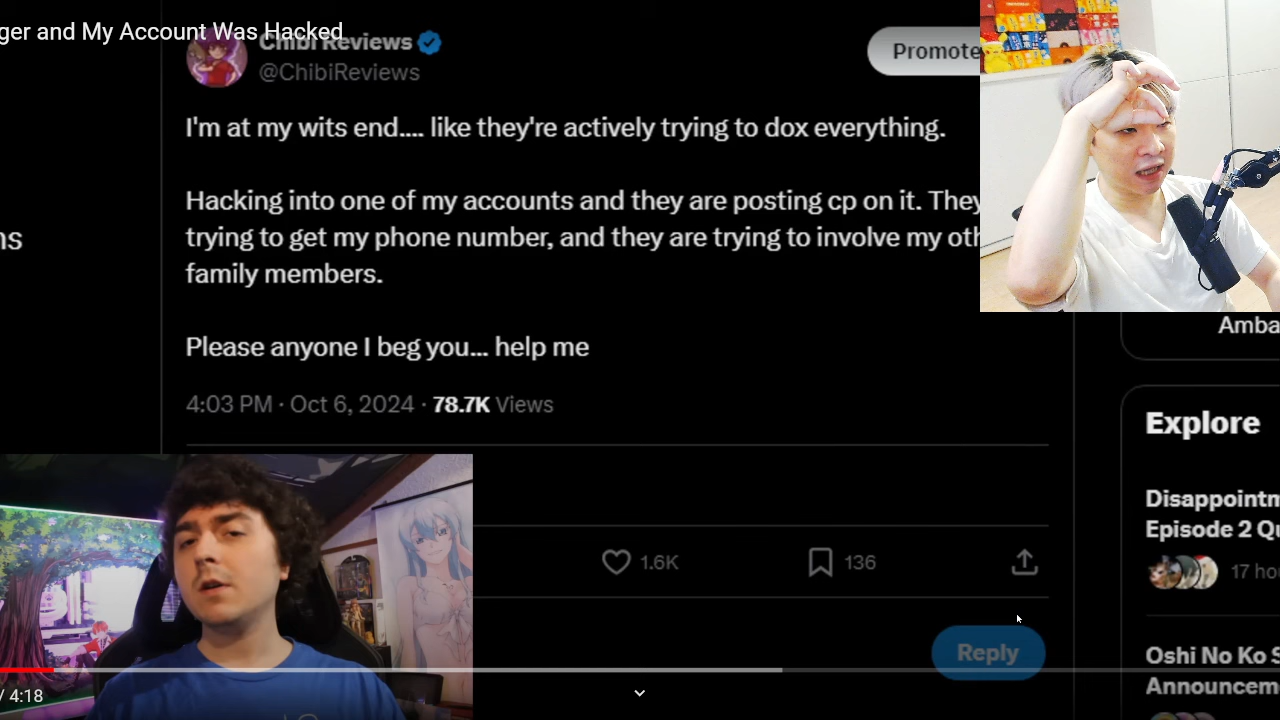 ger and My Account Was Hacked
Chibi Reviews
@ChibiReviews
Promote
I'm at my wits end.... like they're actively trying to dox everything.
Hacking into one of my accounts and they are posting cp on it. They
trying to get my phone number, and they are trying to involve my oth
family members.
Please anyone I beg you... help me
4:03 PM · Oct 6, 2024 · 78.7K Views
ns
1.6K
136
Reply
Amba
Explore
Disappointm
Episode 2 Qu
17 hou
Oshi No Ko S
Announcem
/ 4:18